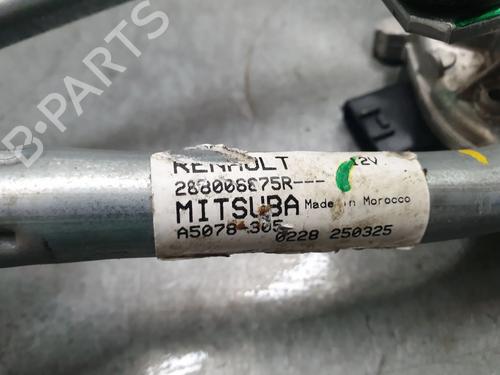 B-PARTS
RENAULT 12V
288006675R---
MITSUBA Made in Morocco
A5078-305
0228 250325